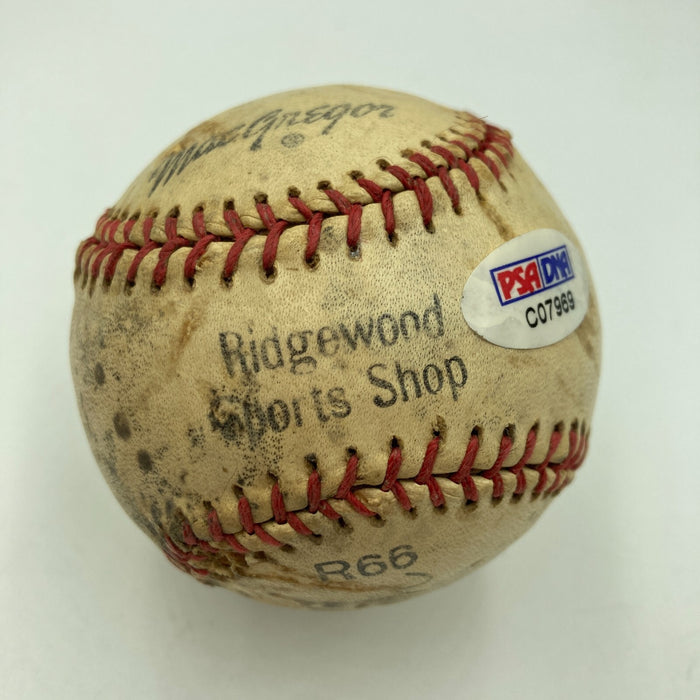 MacGregor
®
PSA DNA
C07969
Ridgewood
Sports Shop
R66